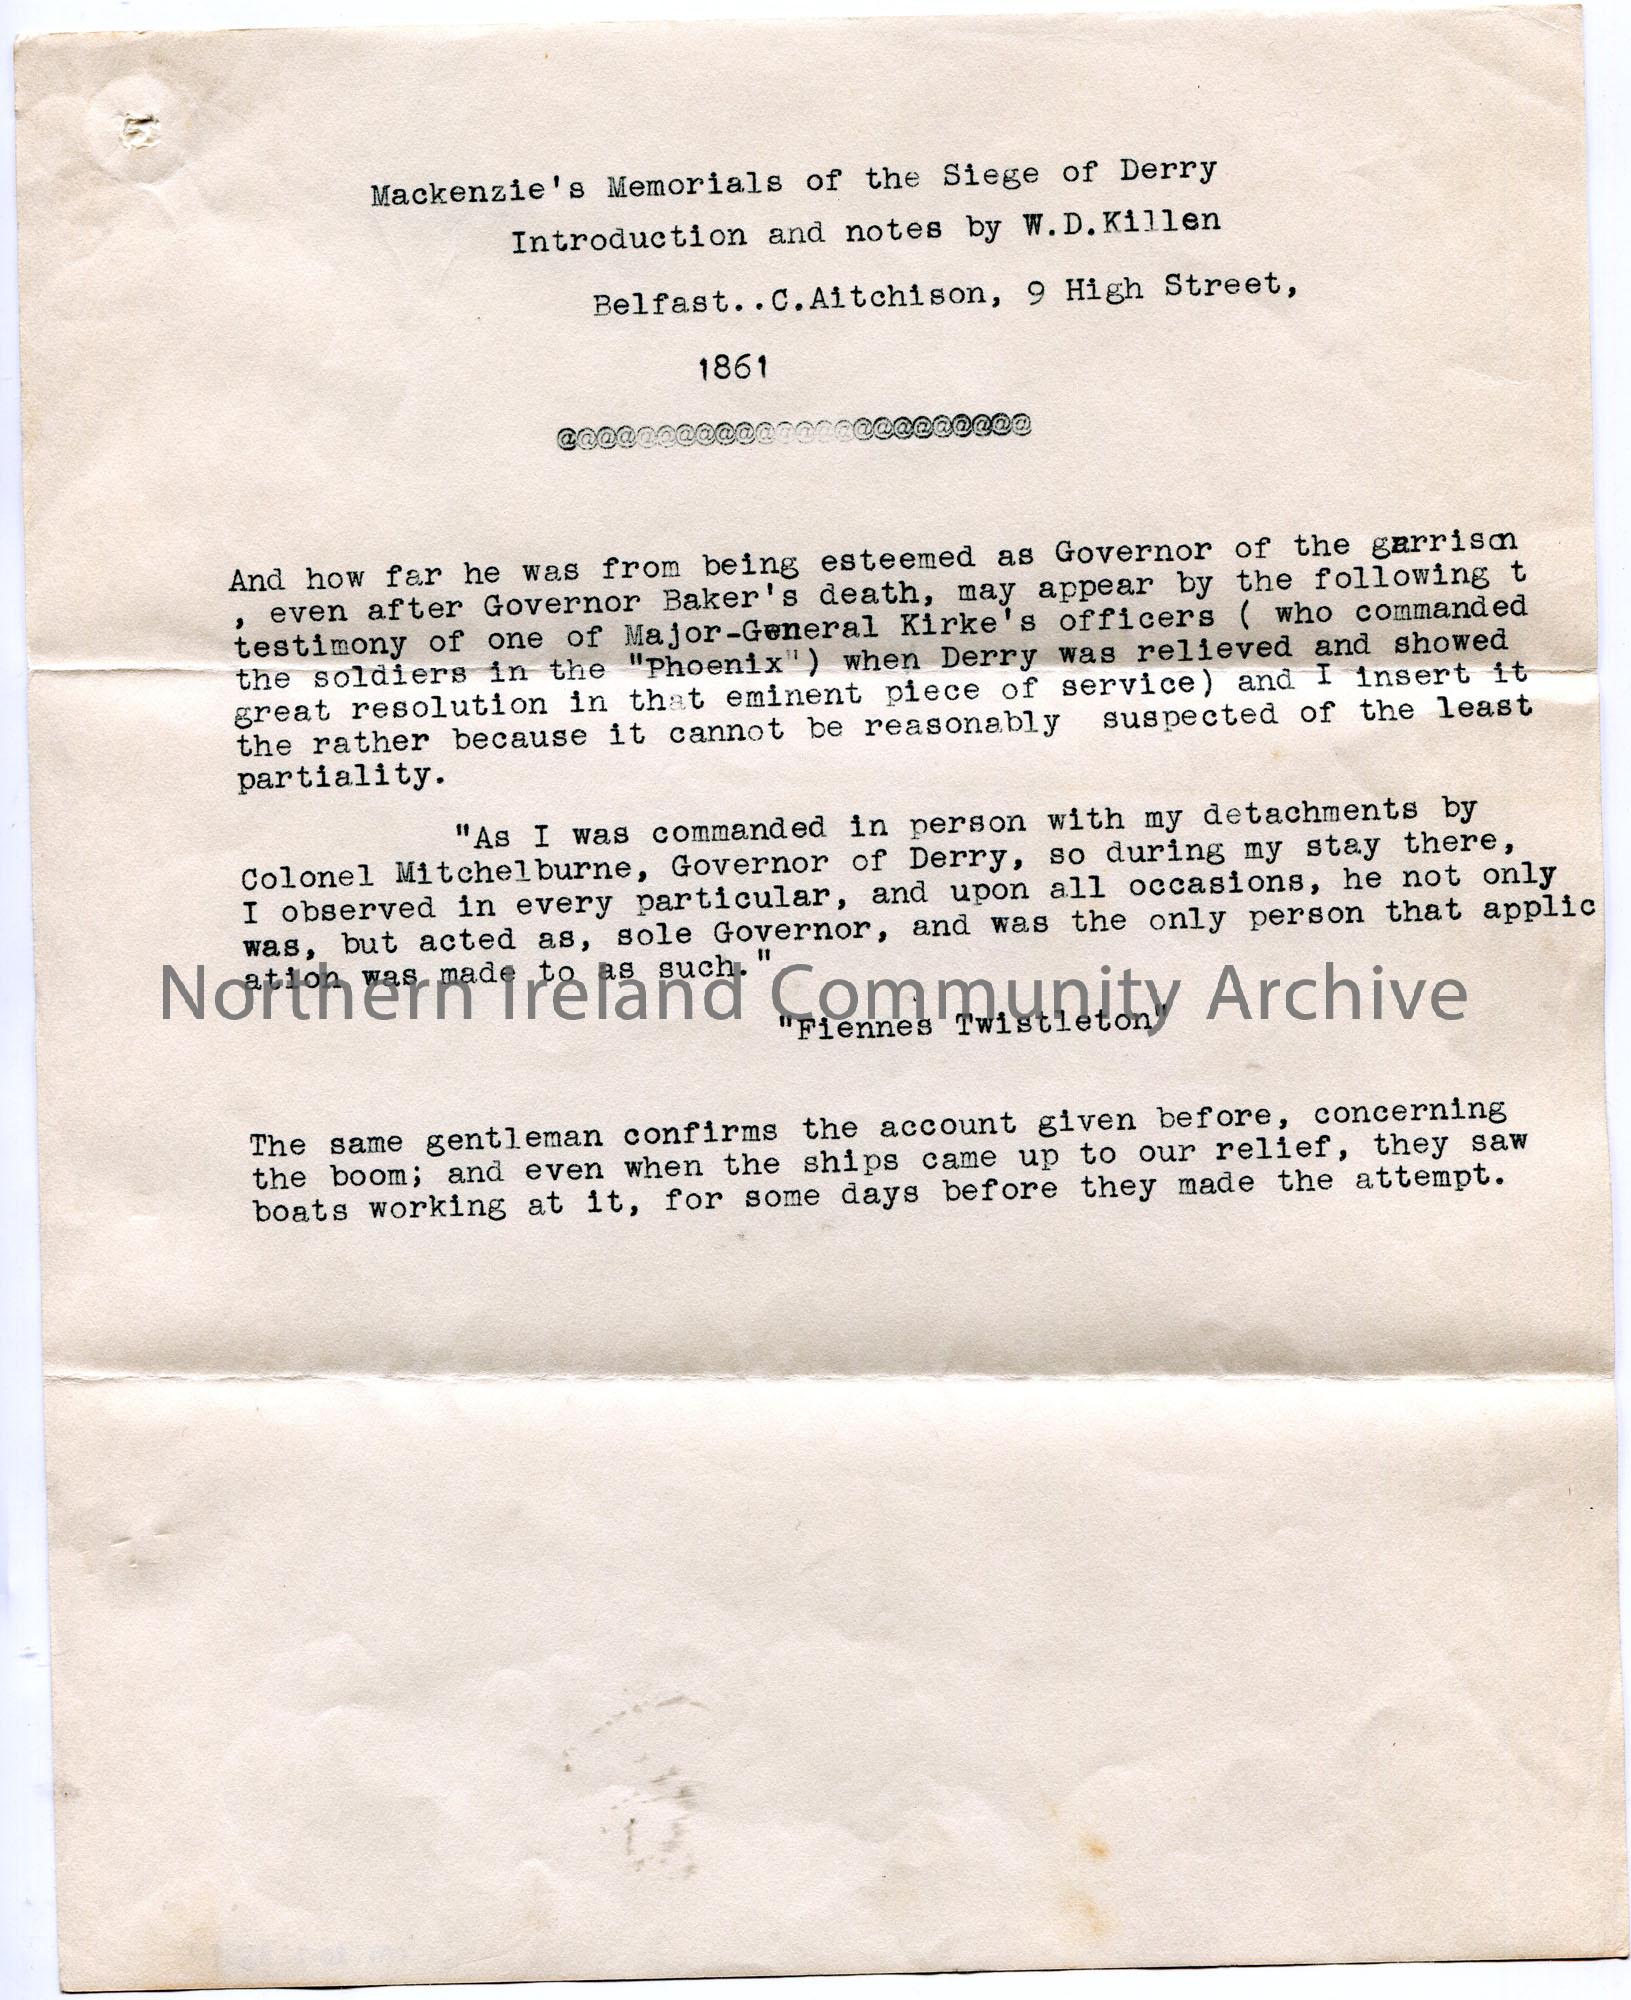 Mackenzie's Memorials of the Siege of Derry
Introduction and notes by W.D.Killen
Belfast..C.Aitchison, 9 High Street,
1861
@@@@@@@@@@@@@@@@@@@@@@@@
And how far he was from being esteemed as Governor of the garrison
, even after Governor Baker's death, may appear by the following t
testimony of one of Major-General Kirke's officers ( who commanded
the soldiers in the "Phoenix") when Derry was relieved and showed
great resolution in that eminent piece of service) and I insert it
the rather because it cannot be reasonably suspected of the least
partiality.
"As I was commanded in person with my detachments by
Colonel Mitchelburne, Governor of Derry, so during my stay there,
I observed in every particular, and upon all occasions, he not only
was, but acted as, sole Governor, and was the only person that applic
ation was made to as such."
Northern Ireland Community Archive
"Fiennes Twistleton"
The same gentleman confirms the account given before, concerning
the boom; and even when the ships came up to our relief, they saw
boats working at it, for some days before they made the attempt.